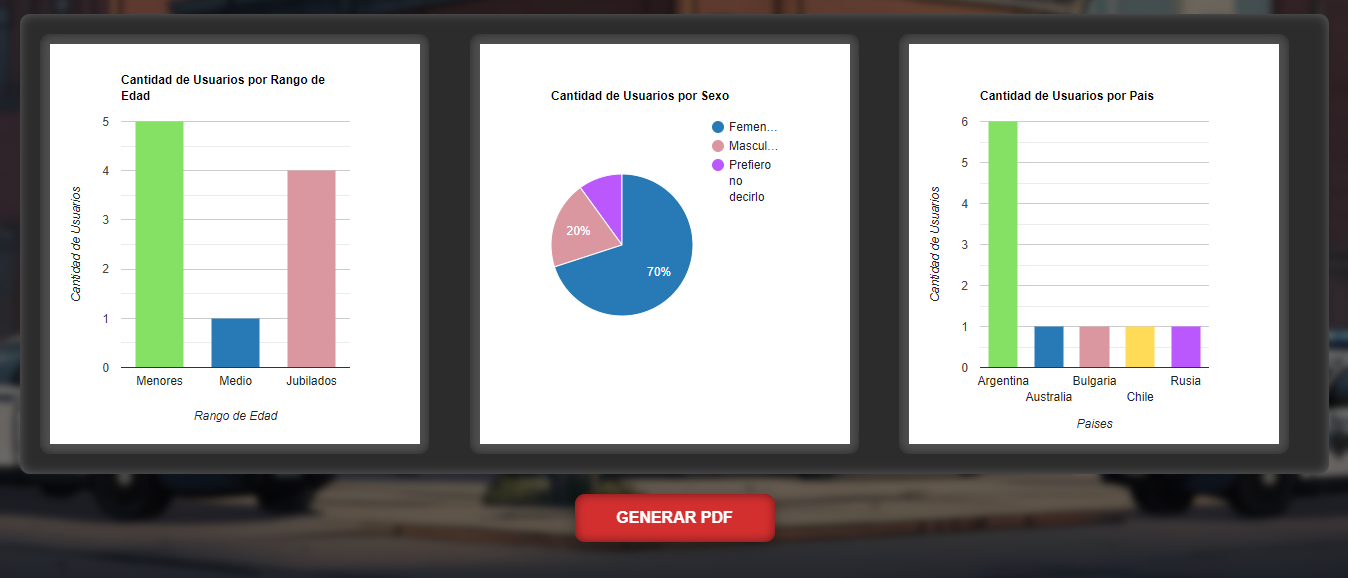 Cantidad de Usuarios por Rango de
Edad
5
4
3
2
1
0
Cantidad de Usuarios
Menores
Medio
Jubilados
Rango de Edad
Cantidad de Usuarios por Sexo
Femen...
Mascul...
Prefiero
no
decirlo
20%
70%
Cantidad de Usuarios por Pais
6
5
4
3
2
1
0
Cantidad de Usuarios
Argentina
Australia
Bulgaria
Chile
Rusia
Paises
GENERAR PDF